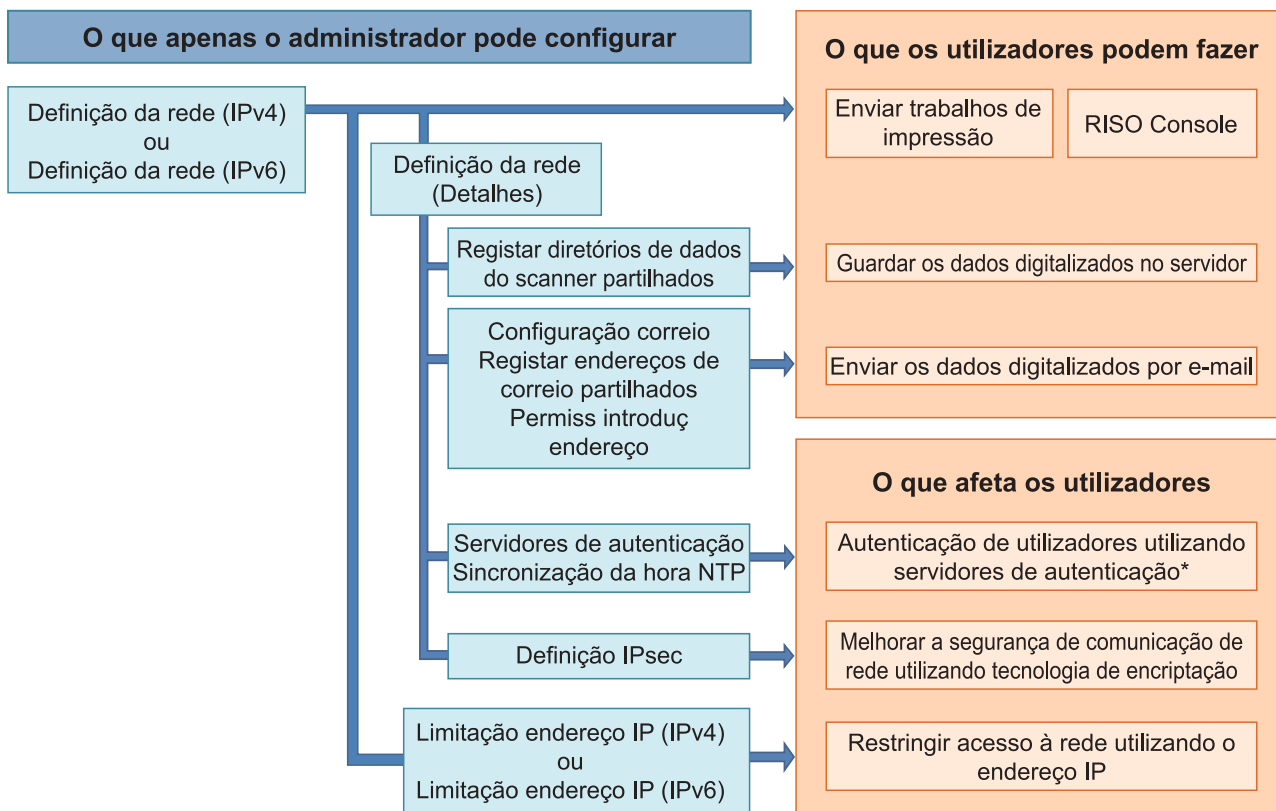 O que apenas o administrador pode configurar
Definição da rede (IPv4)
ou
Definição da rede (IPv6)
Definição da rede
(Detalhes)
Registar diretórios de dados
do scanner partilhados
Configuração correio
Registar endereços de
correio partilhados
Permiss introduç
endereço
Servidores de autenticação
Sincronização da hora NTP
Definição IPsec
Limitação endereço IP (IPv4)
ou
Limitação endereço IP (IPv6)
O que os utilizadores podem fazer
Enviar trabalhos de
impressão
RISO Console
Guardar os dados digitalizados no servidor
Enviar os dados digitalizados por e-mail
O que afeta os utilizadores
Autenticação de utilizadores utilizando
servidores de autenticação*
Melhorar a segurança de comunicação de
rede utilizando tecnologia de encriptação
Restringir acesso à rede utilizando o
endereço IP